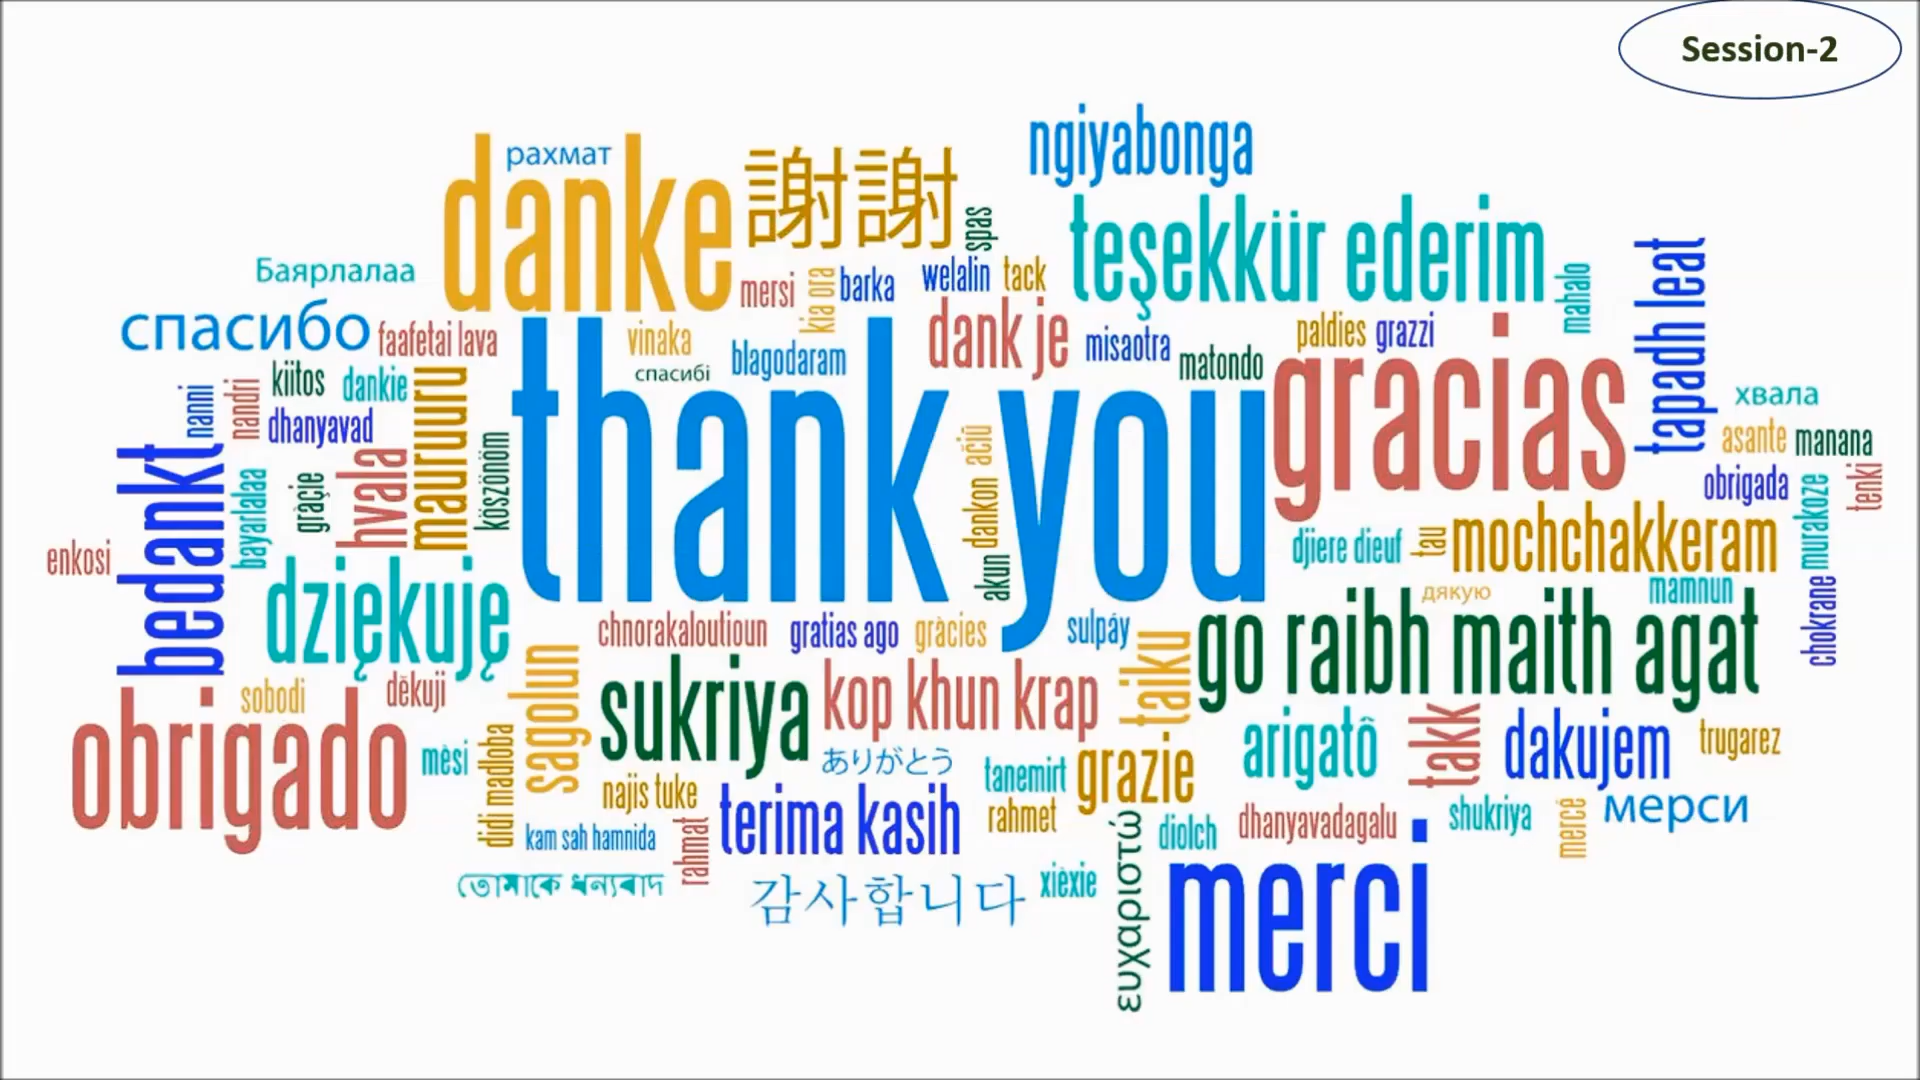 Session-2
ngiyabonga
рахмат
danke
謝謝
spas
teşekkür ederim
tapadh leat
Баярлалаа
mersi
kia ora
barka
welalin
tack
mahalo
спасибо
faafetai lava
vinaka
blagodaram
dank je
misaotra
matondo
paldies
grazzi
gracias
спасибі
kiitos
dankie
mauruuru
thank you
хвала
nanni
nandri
dhanyavad
asante
manana
bedankt
bayarlalaa
gràcie
hvala
köszönöm
ačiū
dankon
akun
obrigada
murakoze
tenki
enkosi
dziękuję
djiere dieuf
tau
mochchakkeram
дякую
mamnun
chokrane
chnorakaloutioun
gratias ago
gràcies
sulpáy
taiku
go raibh maith agat
sobodi
dĕkuji
sagolun
sukriya
kop khun krap
obrigado
mèsi
didi madloba
najis tuke
ありがとう
tanemirt
grazie
arigatô
takk
dakujem
trugarez
kam sah hamnida
rahmat
terima kasih
rahmet
ευχαριστώ
diolch
dhanyavadagalu
shukriya
mercé
мерси
তোমাকে ধন্যবাদ
감사합니다
xièxie
merci